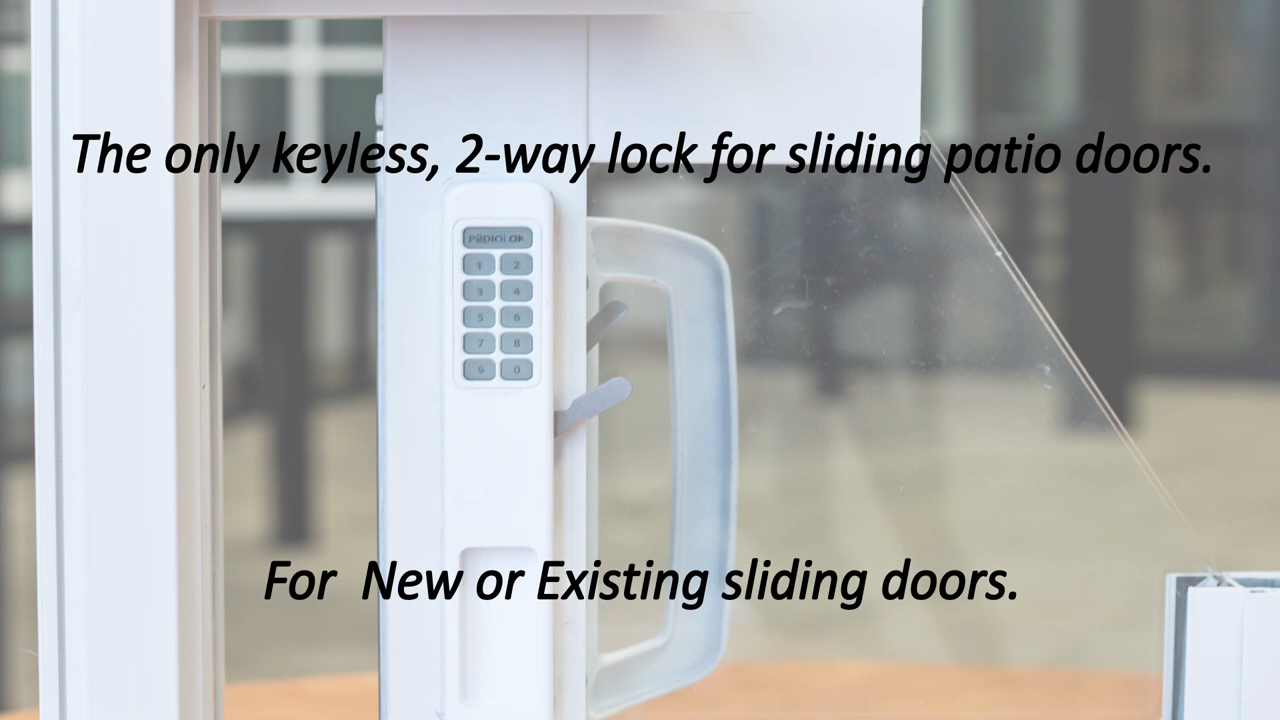 The only keyless, 2-way lock for sliding patio doors.
PÄDIOLOK
1 2
3 4
5 6
7 8
9 0
For  New or Existing sliding doors.